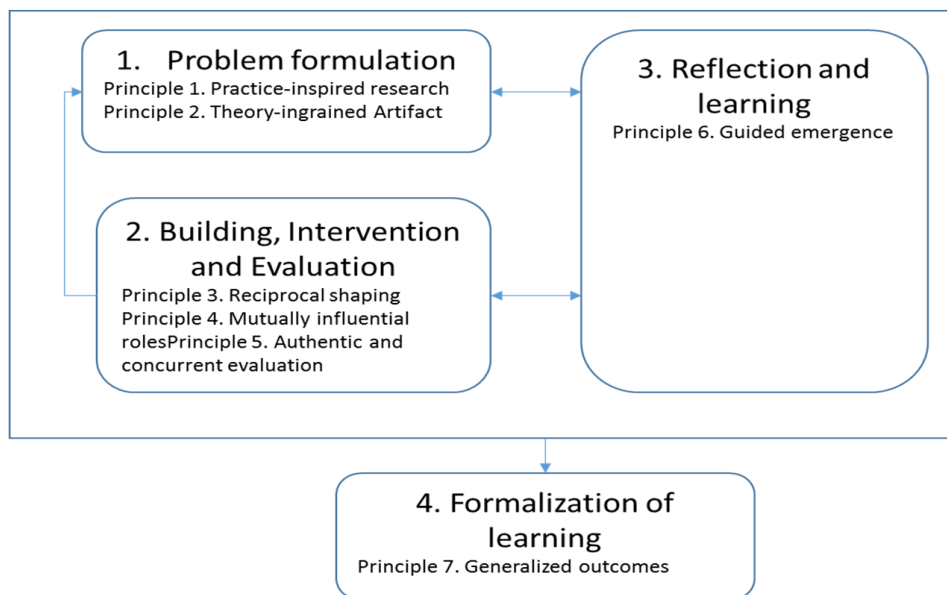 1. Problem formulation
Principle 1. Practice-inspired research
Principle 2. Theory-ingrained Artifact
2. Building, Intervention
and Evaluation
Principle 3. Reciprocal shaping
Principle 4. Mutually influential
rolesPrinciple 5. Authentic and
concurrent evaluation
3. Reflection and
learning
Principle 6. Guided emergence
4. Formalization of
learning
Principle 7. Generalized outcomes